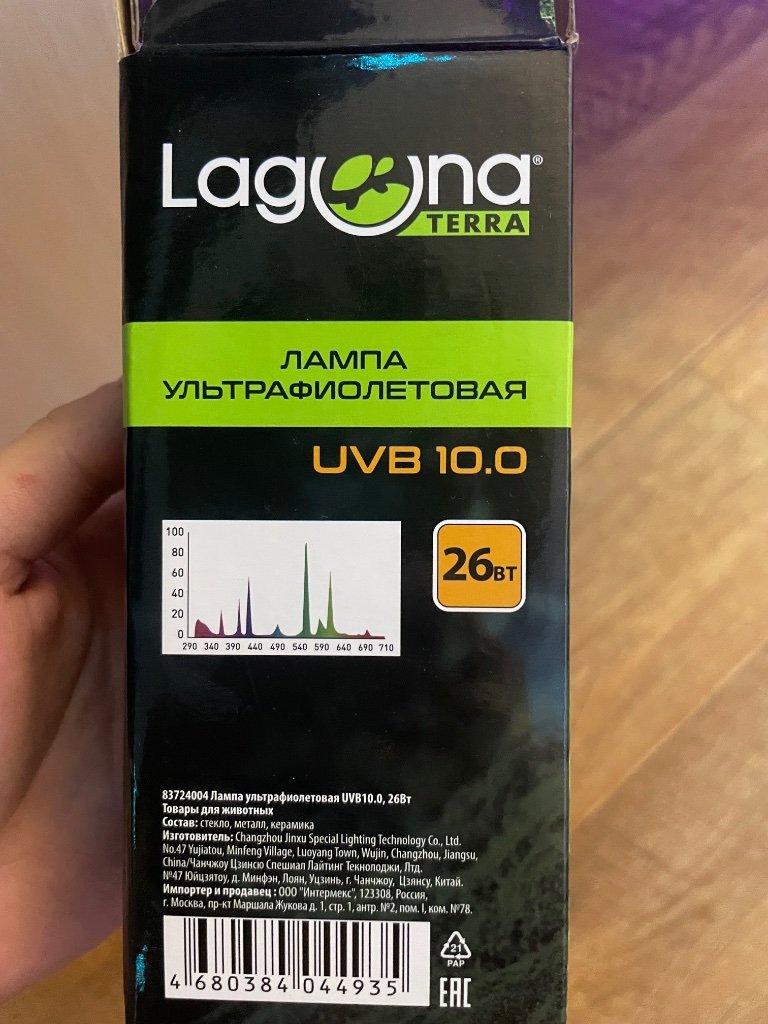 Laguna®
TERRA
ЛАМПА
УЛЬТРАФИОЛЕТОВАЯ
UVB 10.0
100
80
60
40
20
0
290 340 390 440 490 540 590 640 690 710
26ВТ
83724004 Лампа ультрафиолетовая UVB10.0, 26Вт
Товары для животных
Состав: стекло, металл, керамика
Изготовитель: Changzhou Jinxu Special Lighting Technology Co., Ltd.
No.47 Yujiatou, Minfeng Village, Luoyang Town, Wujin, Changzhou, Jiangsu,
China/Чанчжоу Цзинсю Спешиал Лайтинг Текнолоджи, Лтд.
№47 Юйцзятоу, д. Минфэн, Лоян, Уцзинь, г. Чанчжоу, Цзянсу, Китай.
Импортер и продавец : ООО "Интермекс", 123308, Россия,
г. Москва, пр-кт Маршала Жукова д. 1, стр. 1, антр. №2, пом. I, ком. №78.
4 680384 044935
21
PAP
EAC